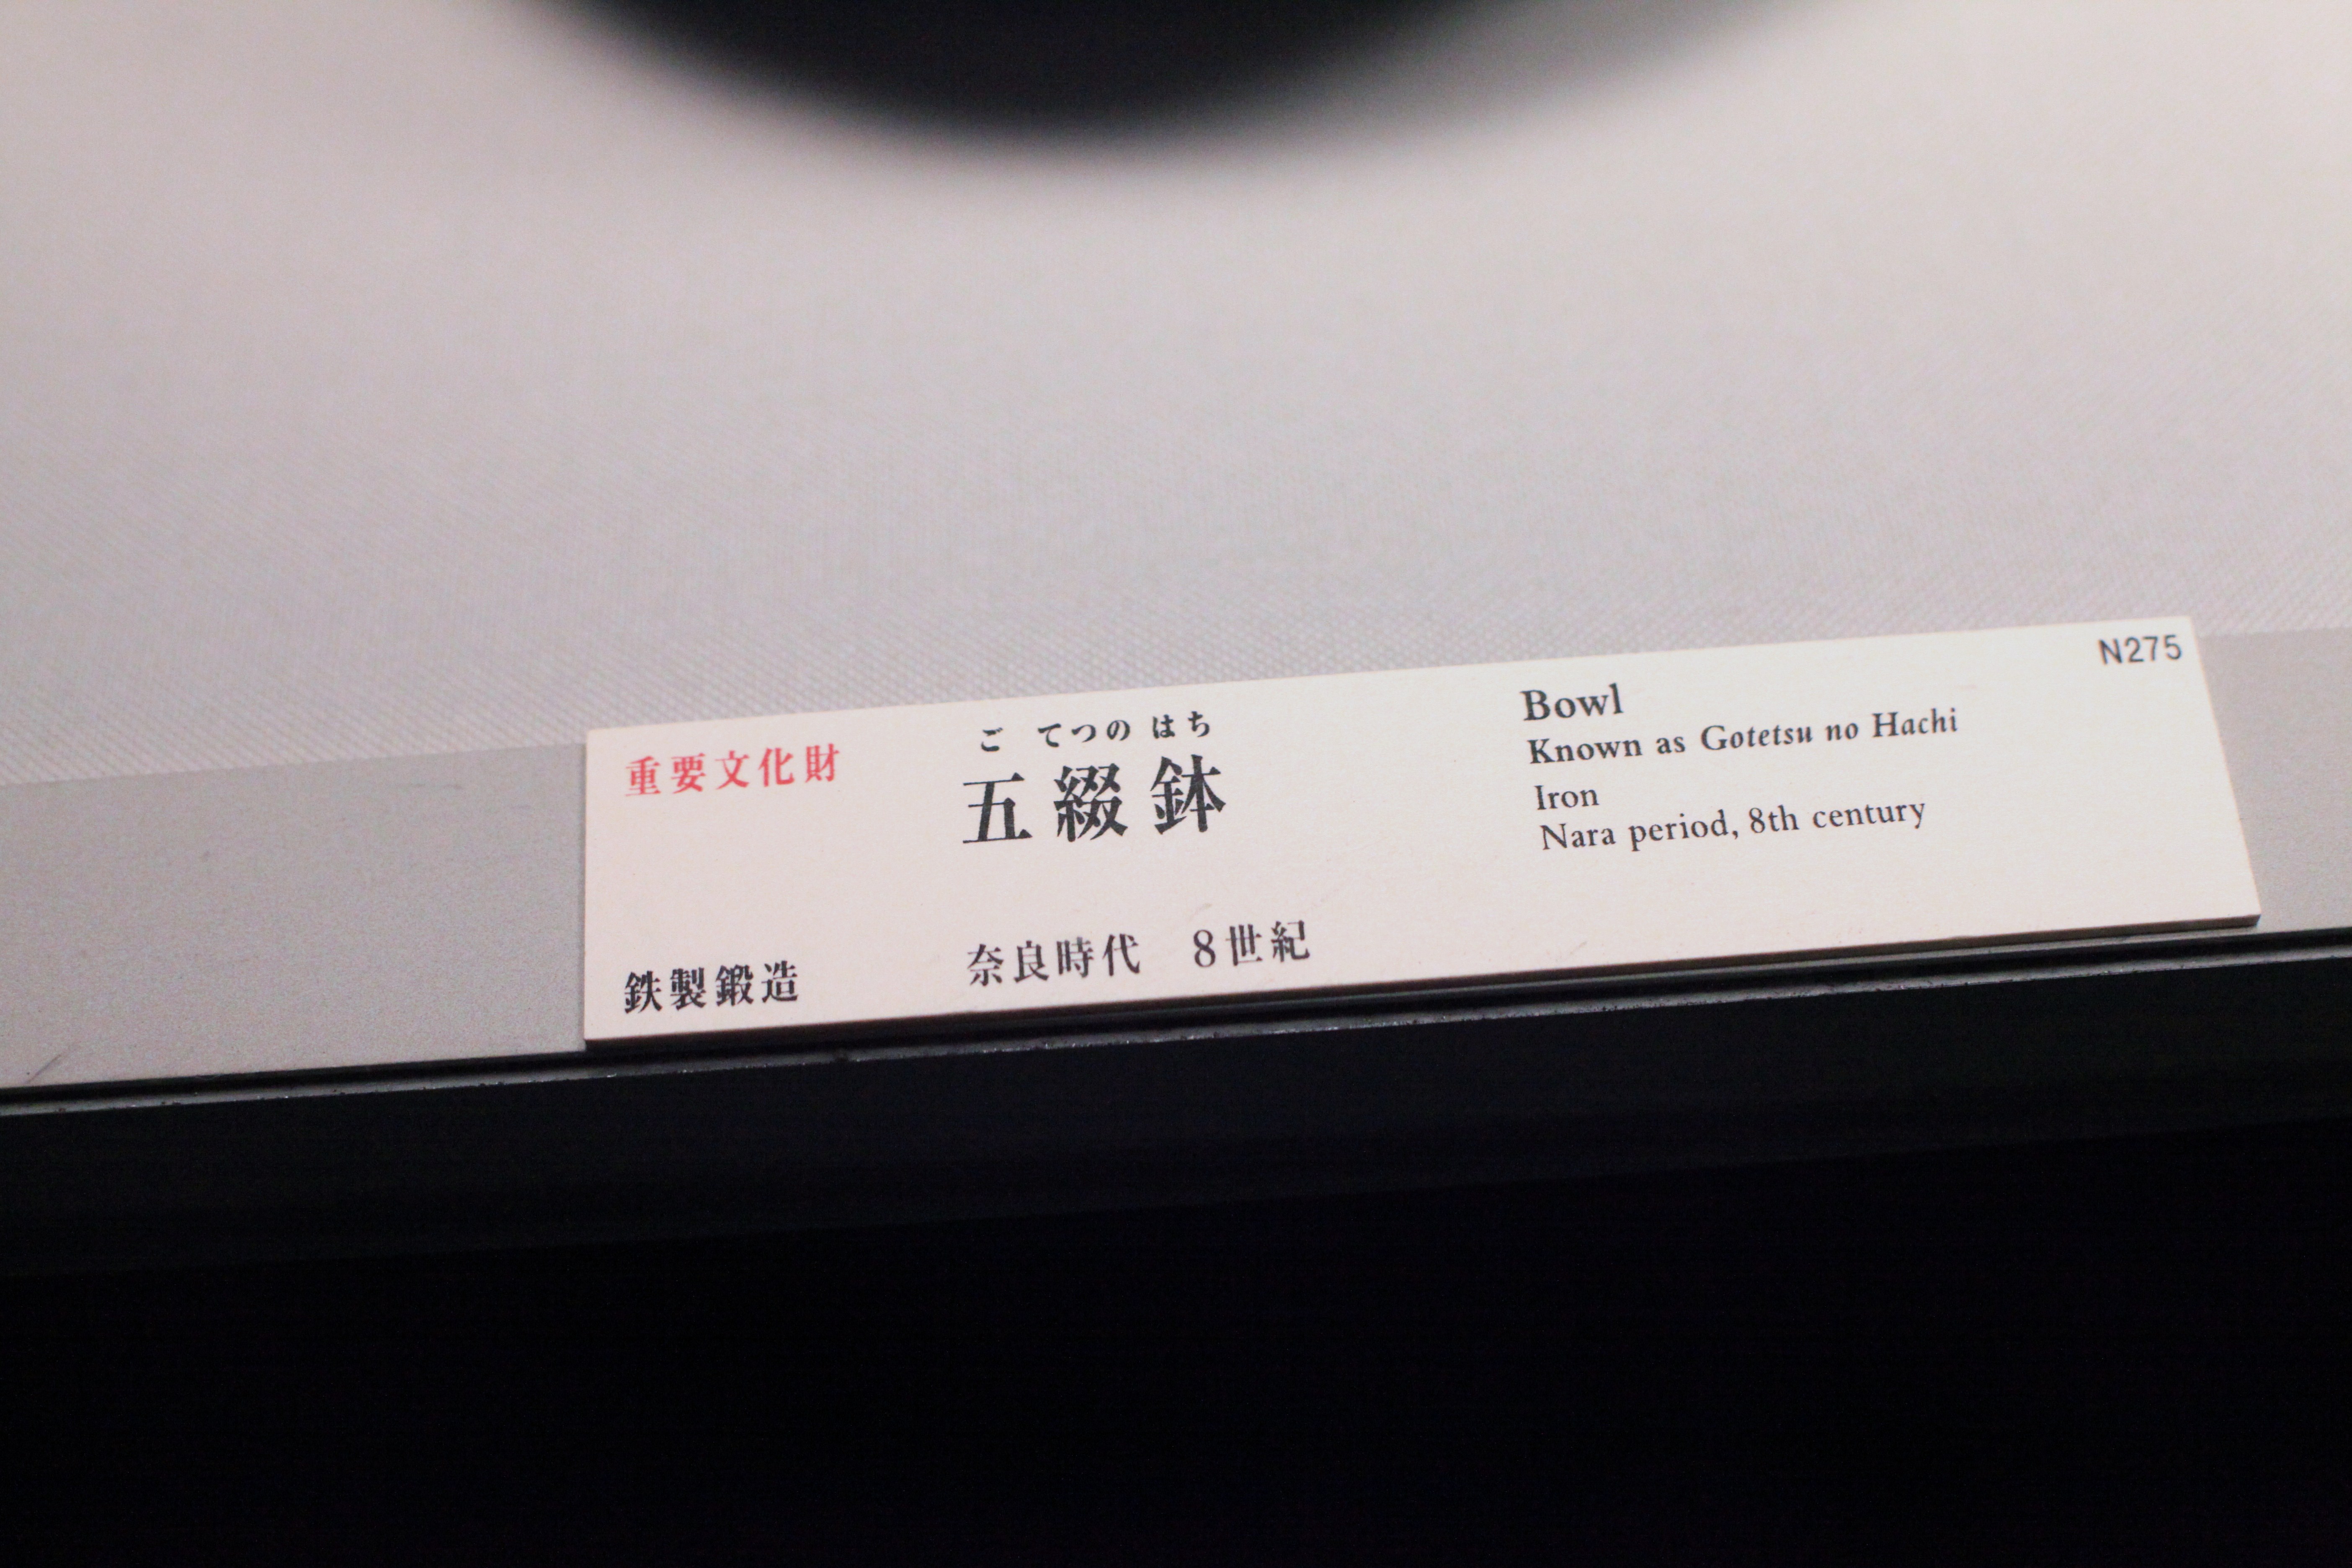 重要文化財
ご てつの はち
五綴鉢
鉄製鍛造
奈良時代 8世紀
N275
Bowl
Known as Gotetsu no Hachi
Iron
Nara period, 8th century